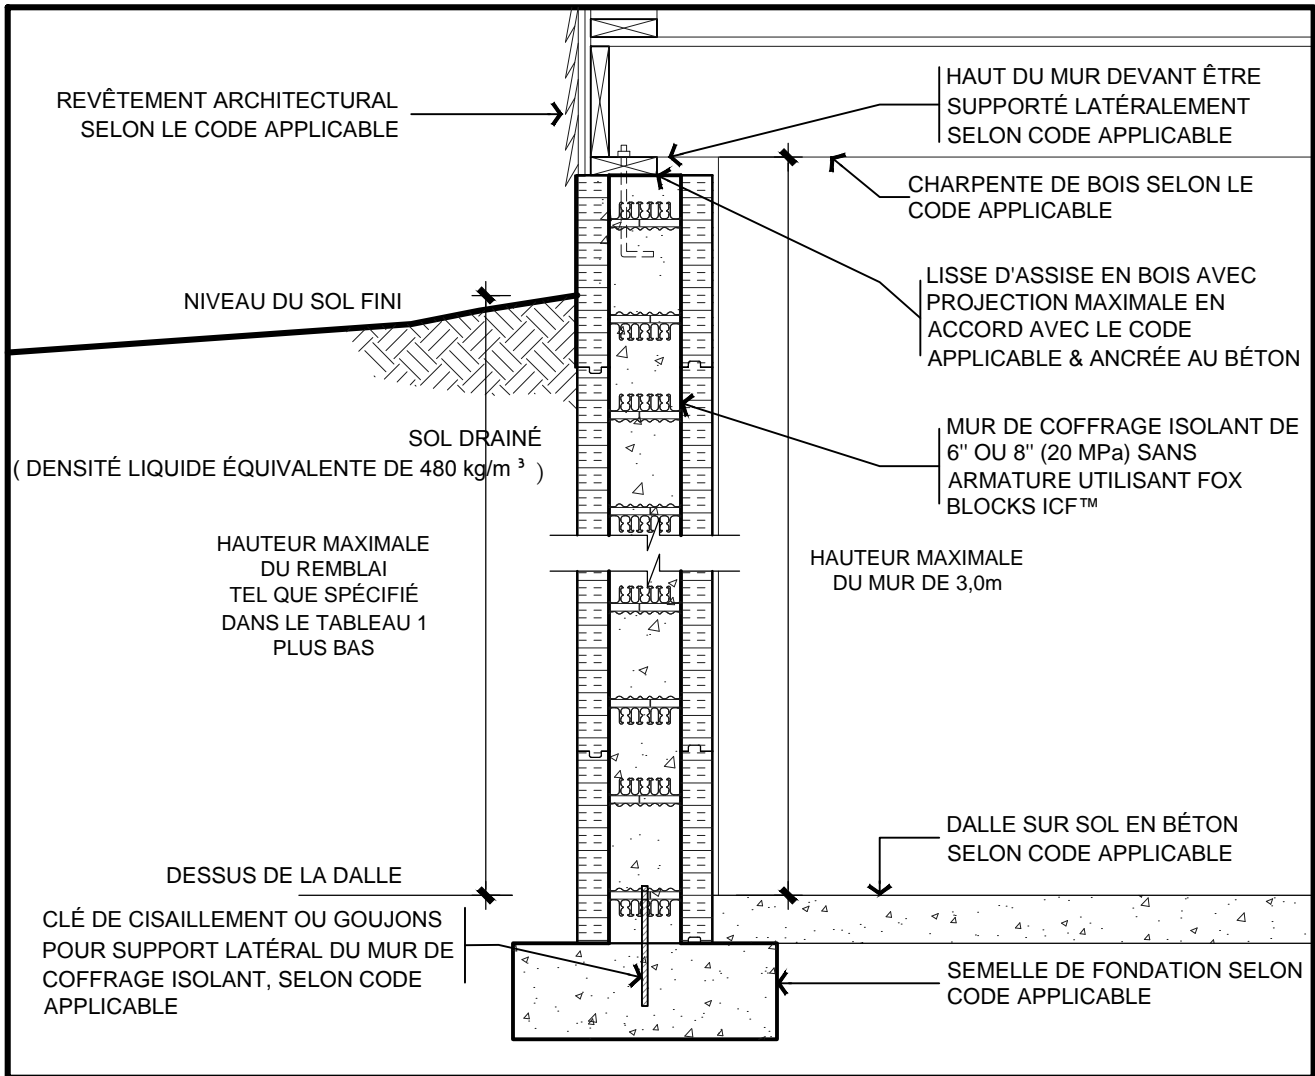 REVÊTEMENT ARCHITECTURAL
SELON LE CODE APPLICABLE
HAUT DU MUR DEVANT ÊTRE
SUPPORTÉ LATÉRALEMENT
SELON CODE APPLICABLE
CHARPENTE DE BOIS SELON LE
CODE APPLICABLE
NIVEAU DU SOL FINI
LISSE D'ASSISE EN BOIS AVEC
PROJECTION MAXIMALE EN
ACCORD AVEC LE CODE
APPLICABLE & ANCRÉE AU BÉTON
SOL DRAINÉ
( DENSITÉ LIQUIDE ÉQUIVALENTE DE 480 kg/m ³ )
MUR DE COFFRAGE ISOLANT DE
6" OU 8" (20 MPa) SANS
ARMATURE UTILISANT FOX
BLOCKS ICF™
HAUTEUR MAXIMALE
DU REMBLAI
TEL QUE SPÉCIFIÉ
DANS LE TABLEAU 1
PLUS BAS
HAUTEUR MAXIMALE
DU MUR DE 3,0m
DALLE SUR SOL EN BÉTON
SELON CODE APPLICABLE
DESSUS DE LA DALLE
CLÉ DE CISAILLEMENT OU GOUJONS
POUR SUPPORT LATÉRAL DU MUR DE
COFFRAGE ISOLANT, SELON CODE
APPLICABLE
SEMELLE DE FONDATION SELON
CODE APPLICABLE